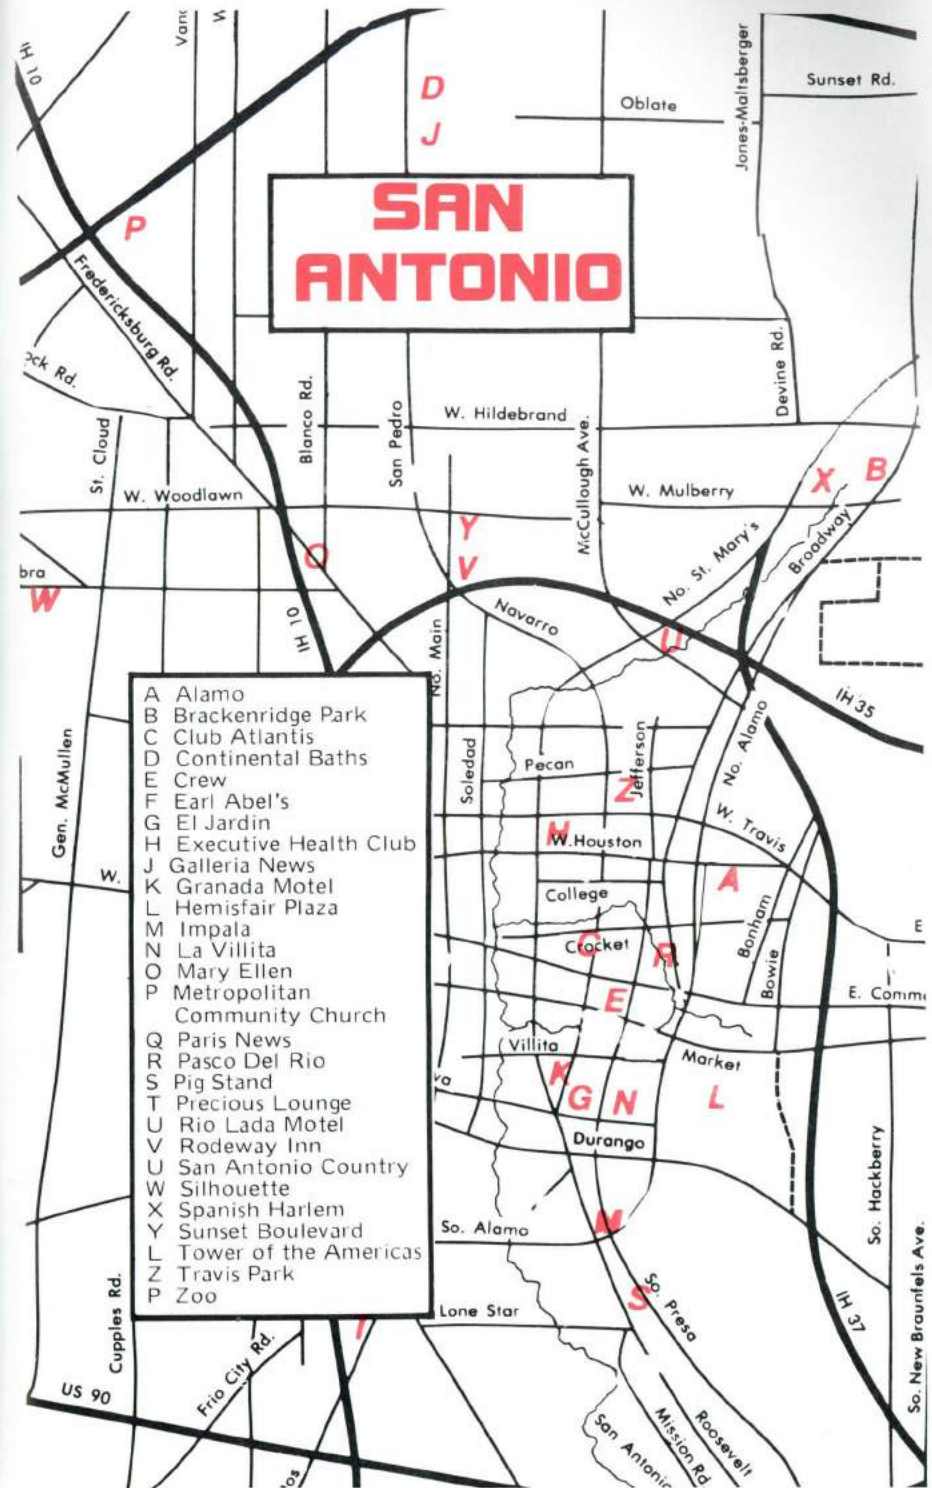 IH 10
D
J
Oblate
Jones-Maltsberger
Sunset Rd.
SAN
ANTONIO
P
Fredericksburg Rd.
ock Rd.
St. Cloud
Blanco Rd.
San Pedro
W. Hildebrand
McCullough Ave.
Devine Rd.
W. Woodlawn
W. Mulberry
X
B
Y
V
O
No. St. Mary's
Broadway
bra
W
IH 10
Navarro
U
No. Main
IH 35
A Alamo
B Brackenridge Park
C Club Atlantis
D Continental Baths
E Crew
F Earl Abel's
G El Jardin
H Executive Health Club
J Galleria News
K Granada Motel
L Hemisfair Plaza
M Impala
N La Villita
O Mary Ellen
P Metropolitan
Community Church
Q Paris News
R Pasco Del Rio
S Pig Stand
T Precious Lounge
U Rio Lada Motel
V Rodeway Inn
U San Antonio Country
W Silhouette
X Spanish Harlem
Y Sunset Boulevard
L Tower of the Americas
Z Travis Park
P Zoo
Gen. McMullen
W.
Soledad
Pecan
Jefferson
Z
No. Alamo
W. Travis
H
W. Houston
College
A
Bonham
Bowie
C
Crocket
R
E
E
E. Comm
Villita
Market
K
G
N
L
va
Durango
So. Hackberry
So. Alamo
M
S
So. Presa
Lone Star
T
IH 37
So. New Braunfels Ave.
Cupples Rd.
Frio City Rd.
US 90
os
San Antonio
Mission Rd
Roosevelt